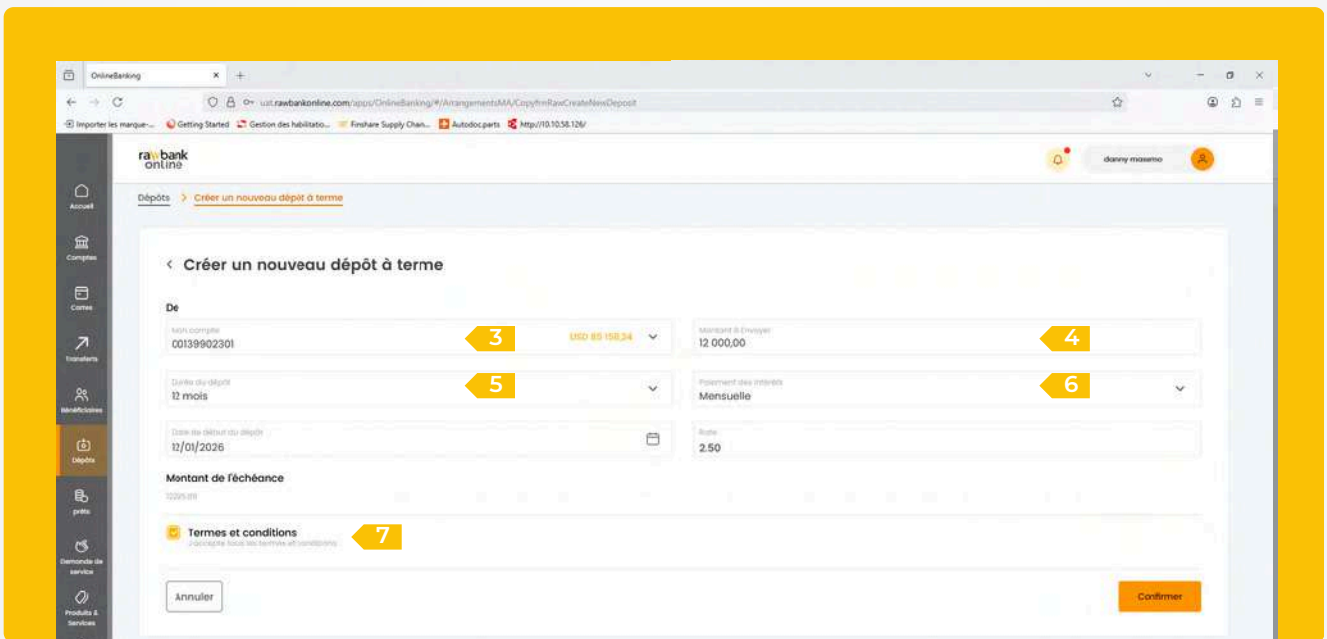 OnlineBanking
uat.rawbankonline.com/apps/OnlineBanking/#/ArrangementsMA/CopyfrmRawCreateNewDeposit
Importer les marque-... Getting Started Gestion des habilitatio... Finshare Supply Chain... Autodoc.parts http://10.10.58.126/
rawbank
online
danny masemo
Dépôts > Créer un nouveau dépôt à terme
Accueil
Comptes
Cartes
Transferts
Bénéficiaires
Dépôts
prêts
Demande de
service
Produits &
Services
< Créer un nouveau dépôt à terme
De
Mon compte
00139902301
3
Montant à Envoyer
12 000,00
4
Durée du dépôt
12 mois
5
Paiement des intérêts
Mensuelle
6
Date de début du dépôt
12/01/2026
Rate
2.50
Montant de l'échéance
Termes et conditions
J'accepte tous les termes et conditions
7
Annuler
Confirmer